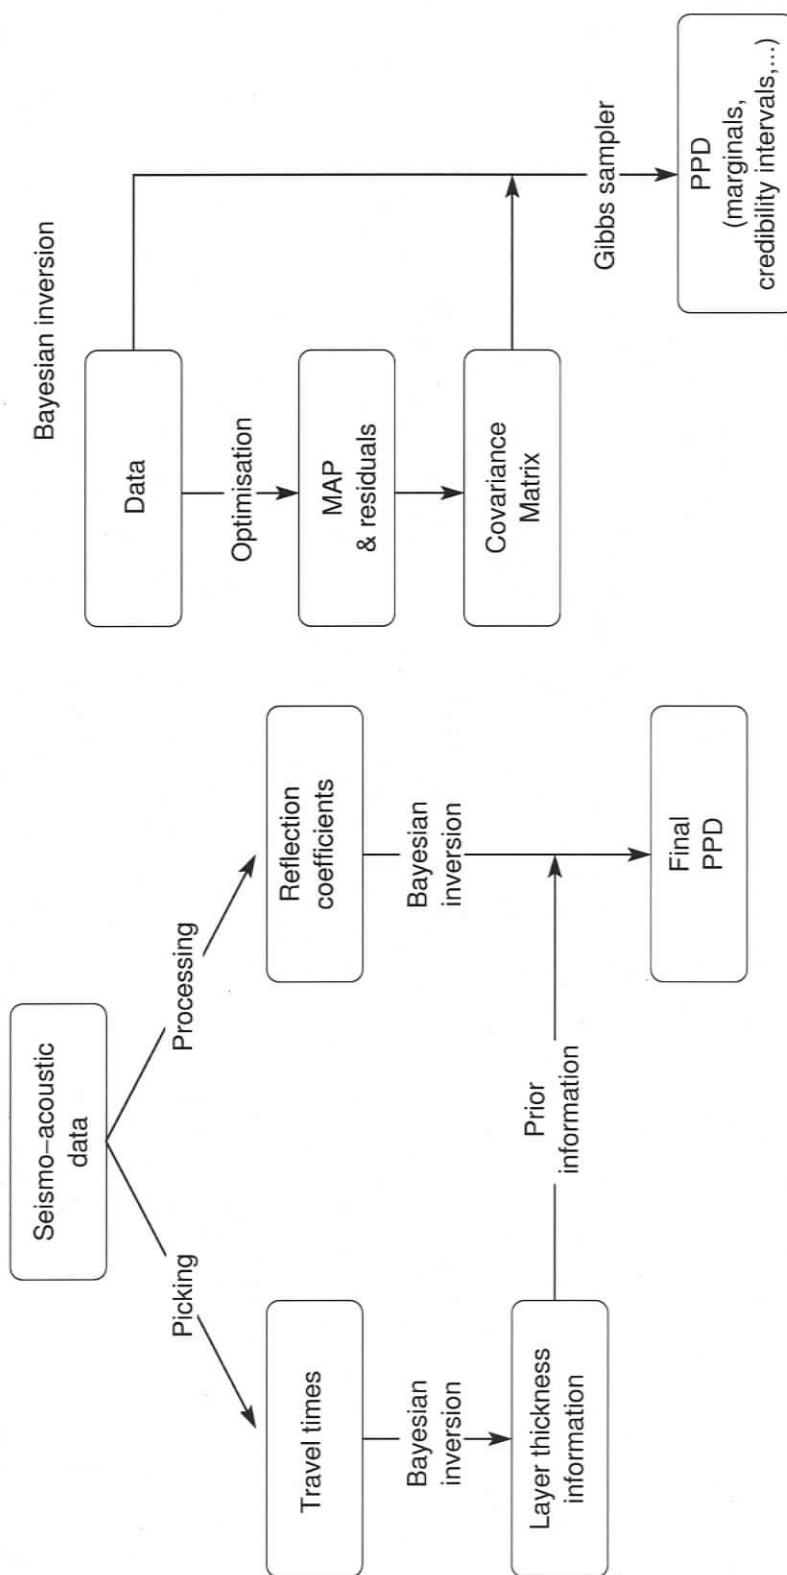 Seismo–acoustic
data
Picking
Processing
Travel times
Reflection
coefficients
Bayesian
inversion
Bayesian
inversion
Layer thickness
information
Prior
information
Final
PPD
Bayesian inversion
Data
Optimisation
MAP
& residuals
Covariance
Matrix
Gibbs sampler
PPD
(marginals,
credibility intervals,...)